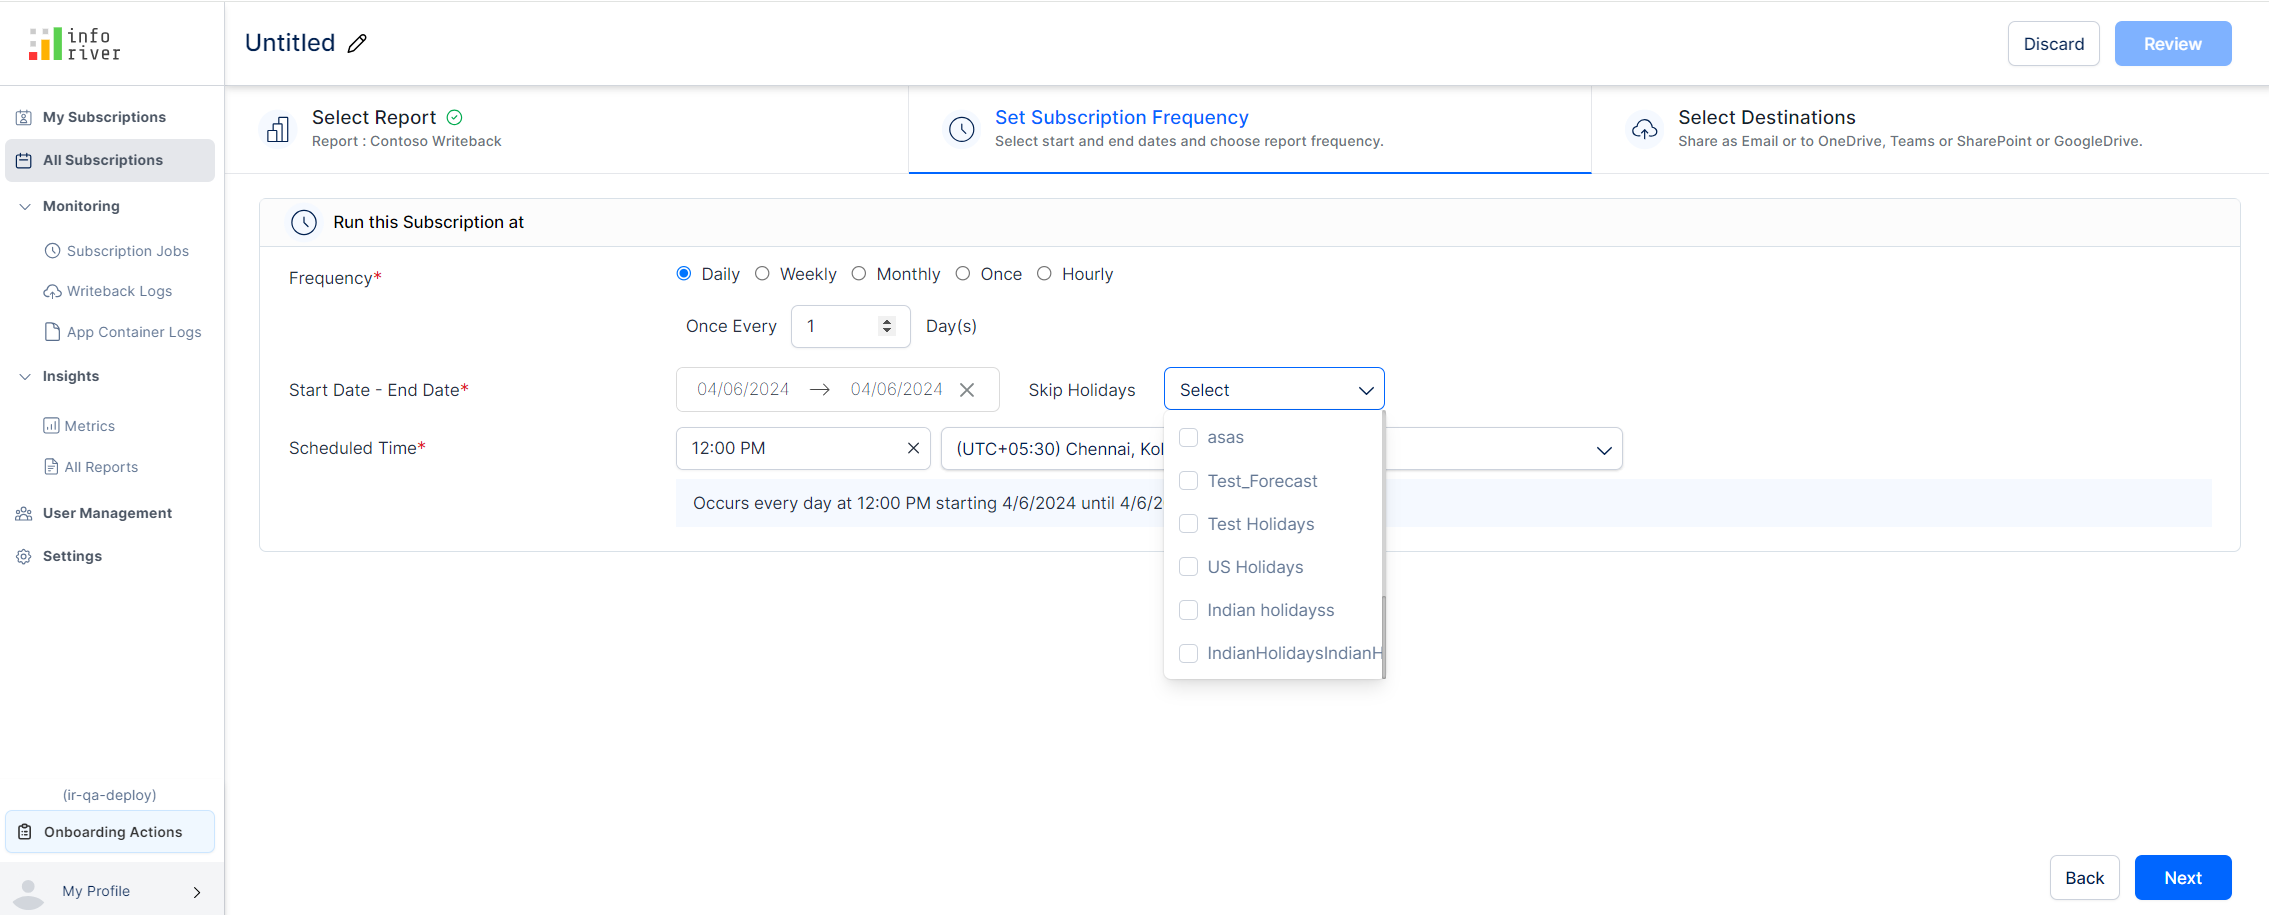 info
river
Untitled
Discard
Review
My Subscriptions
All Subscriptions
Monitoring
Subscription Jobs
Writeback Logs
App Container Logs
Insights
Metrics
All Reports
User Management
Settings
(ir-qa-deploy)
Onboarding Actions
My Profile
Select Report
Report : Contoso Writeback
Set Subscription Frequency
Select start and end dates and choose report frequency.
Select Destinations
Share as Email or to OneDrive, Teams or SharePoint or GoogleDrive.
Run this Subscription at
Frequency*
Daily Weekly Monthly Once Hourly
Once Every 1 Day(s)
Start Date - End Date* 04/06/2024 → 04/06/2024 Skip Holidays Select
Scheduled Time* 12:00 PM (UTC+05:30) Chennai, Kol
Occurs every day at 12:00 PM starting 4/6/2024 until 4/6/2
asas
Test_Forecast
Test Holidays
US Holidays
Indian holidayss
IndianHolidaysIndianH
Back
Next